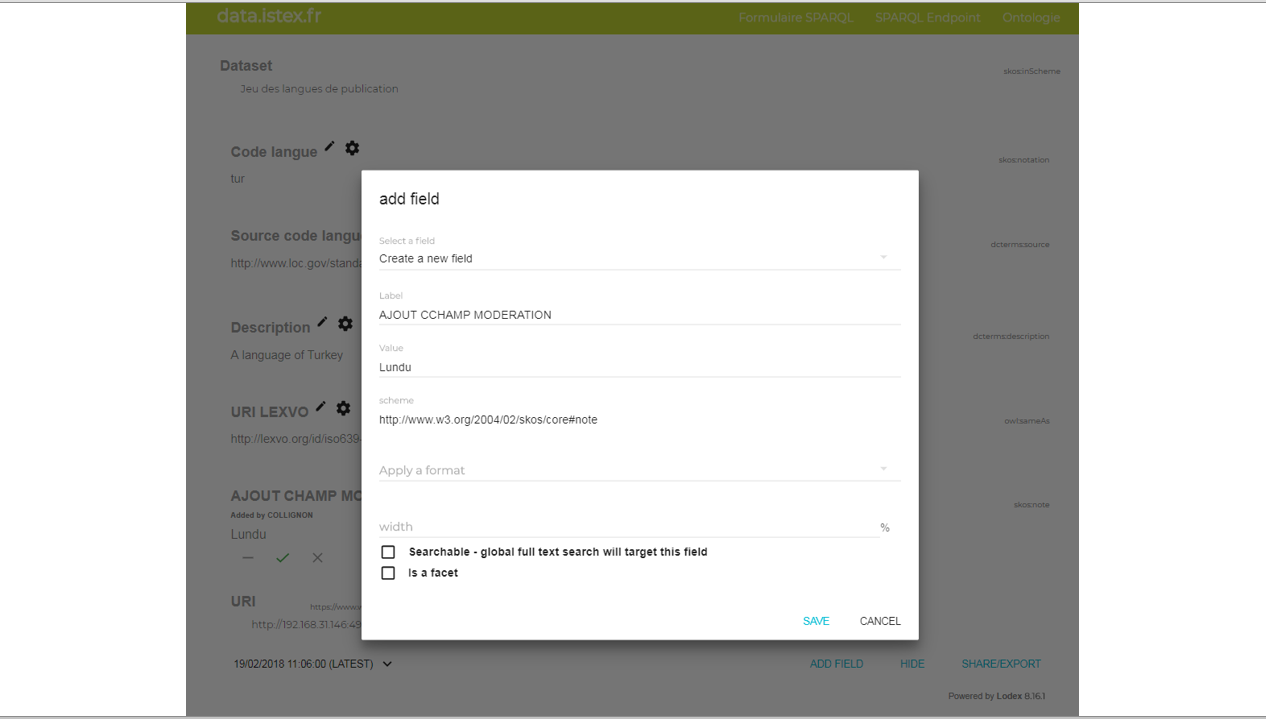 data.istex.fr
Formulaire SPARQL SPARQL Endpoint Ontologie
Dataset
skos:inScheme
Jeu des langues de publication
Code langue
skos:notation
tur
Source code langu
dcterms:source
http://www.loc.gov/standa
Description
dcterms:description
A language of Turkey
URI LEXVO
owl:sameAs
http://lexvo.org/id/iso639-
AJOUT CHAMP MO
skos:note
Added by COLLIGNON
Lundu
URI
https://www.w
http://192.168.31.146:49
19/02/2018 11:06:00 (LATEST)
ADD FIELD HIDE SHARE/EXPORT
Powered by Lodex 8.16.1
add field
Select a field
Create a new field
Label
AJOUT CCHAMP MODERATION
Value
Lundu
scheme
http://www.w3.org/2004/02/skos/core#note
Apply a format
width
%
Searchable - global full text search will target this field
Is a facet
SAVE CANCEL